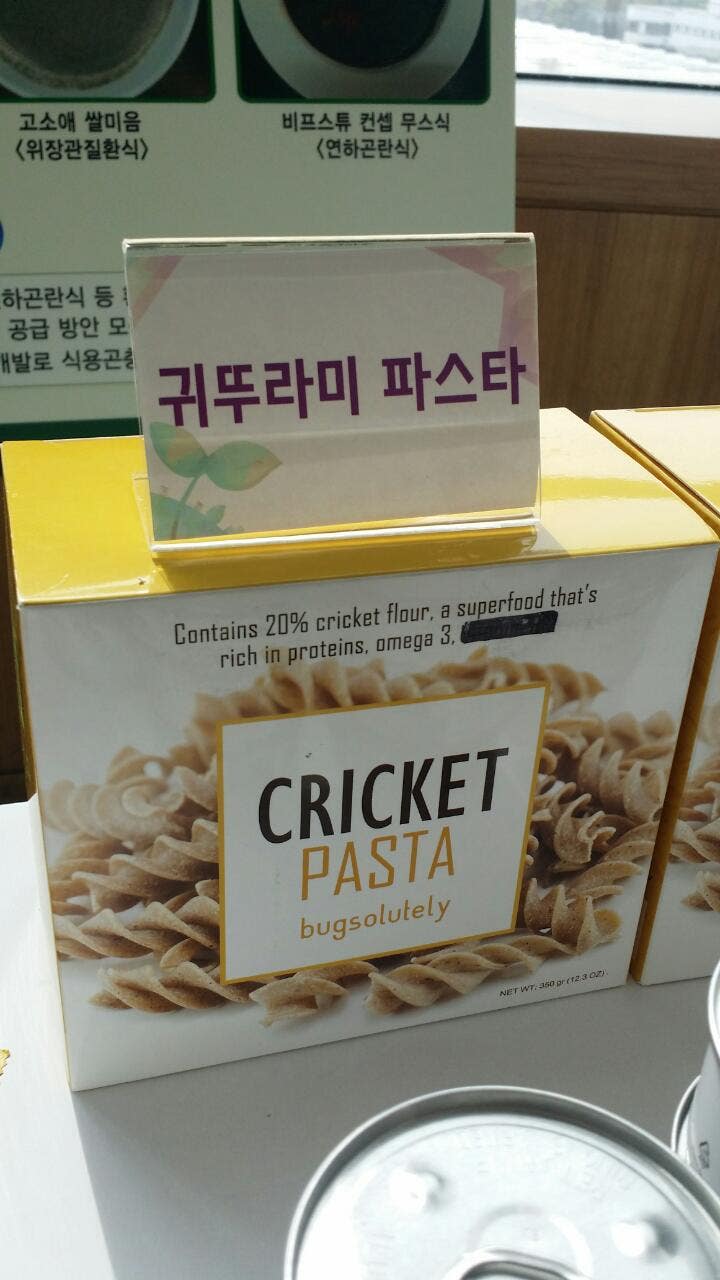 고소애 쌀미음
<위장관질환식>
비프스튜 컨셉 무스식
<연하곤란식>
하곤란식 등
공급 방안 모
개발로 식용곤충
귀뚜라미 파스타
Contains 20% cricket flour, a superfood that's
rich in proteins, omega 3,
CRICKET
PASTA
bugsolutely
NET WT: 350 gr (12.3 OZ)